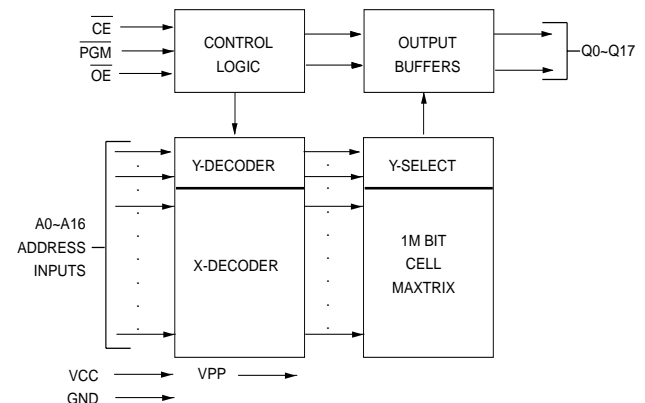 CE
PGM
OE
CONTROL
LOGIC
OUTPUT
BUFFERS
Q0~Q17
A0~A16
ADDRESS
INPUTS
Y-DECODER
X-DECODER
Y-SELECT
1M BIT
CELL
MAXTRIX
VCC
GND
VPP